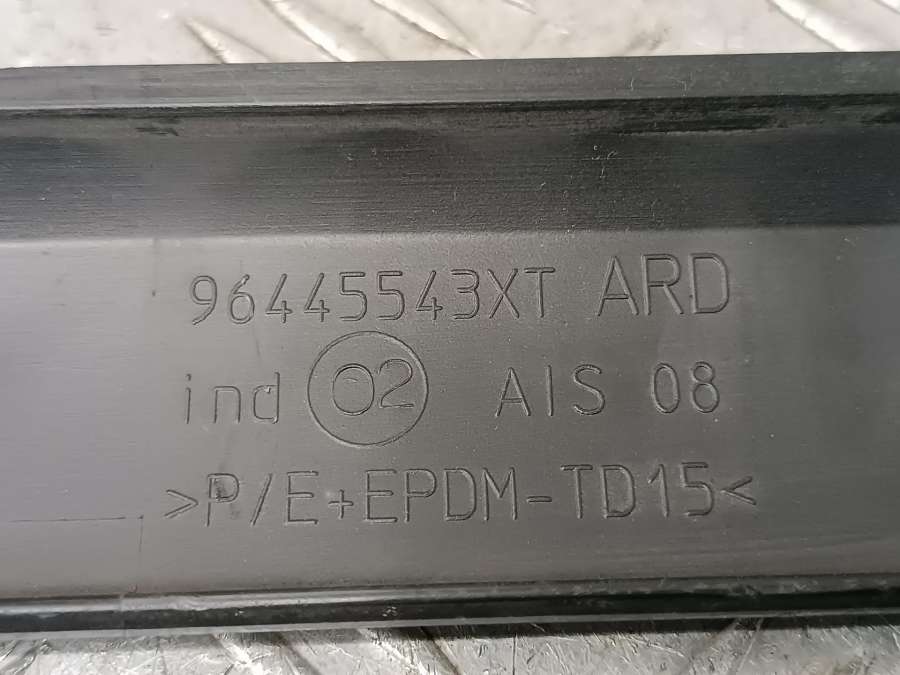 96445543XT ARD
ind 02 AIS 08
>P/E+EPDM-TD15<